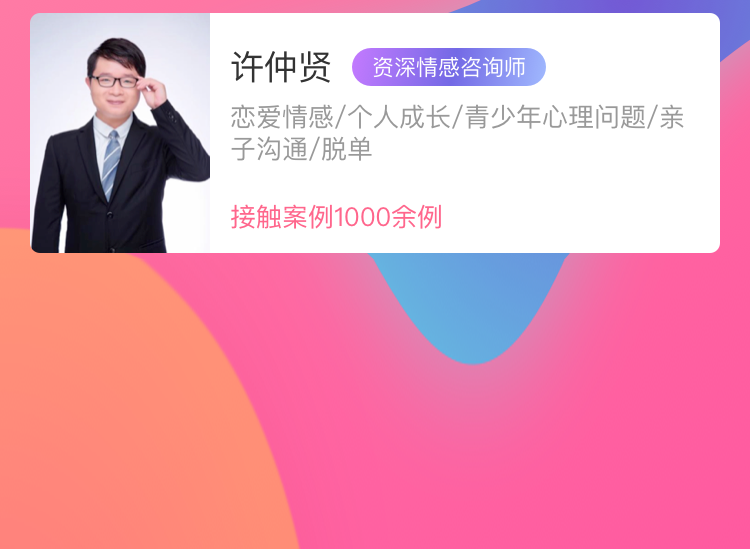 许仲贤
资深情感咨询师
恋爱情感/个人成长/青少年心理问题/亲
子沟通/脱单
接触案例1000余例